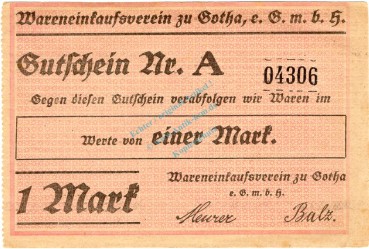 Wareneinkaufsverein zu Gotha, e. G. m. b. H.
Gutschein Nr. A
04306
Gegen diesen Gutschein verabfolgen wir Waren im
Werte von einer Mark.
1 Mark
Wareneinkaufsverein zu Gotha
e. G. m. b. H.
Meurer Balz.